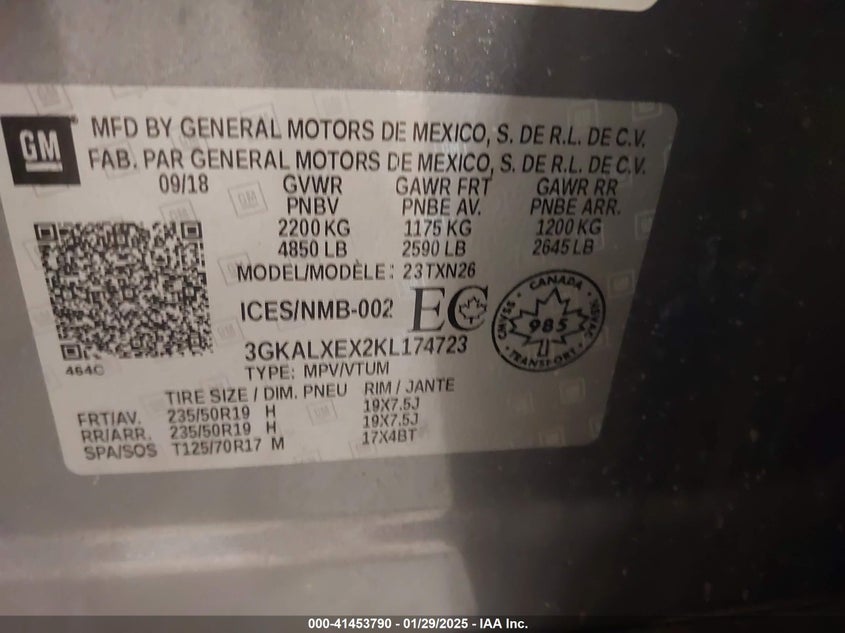 GM
MFD BY GENERAL MOTORS DE MEXICO, S. DE R.L. DE C.V.
FAB. PAR GENERAL MOTORS DE MEXICO, S. DE R.L. DE C.V.
09/18 GVWR GAWR FRT GAWR RR
PNBV PNBE AV. PNBE ARR.
2200 KG 1175 KG 1200 KG
4850 LB 2590 LB 2645 LB
MODEL/MODÈLE: 23TXN26
ICES/NMB-002 EC
CANADA
985
TRANSPORT
3GKALXEX2KL174723
464C
TYPE: MPV/VTUM
TIRE SIZE / DIM. PNEU RIM / JANTE
FRT/AV. 235/50R19 H 19X7.5J
RR/ARR. 235/50R19 H 19X7.5J
SPA/SOS T125/70R17 M 17X4BT
000-41453790 - 01/29/2025 - IAA Inc.